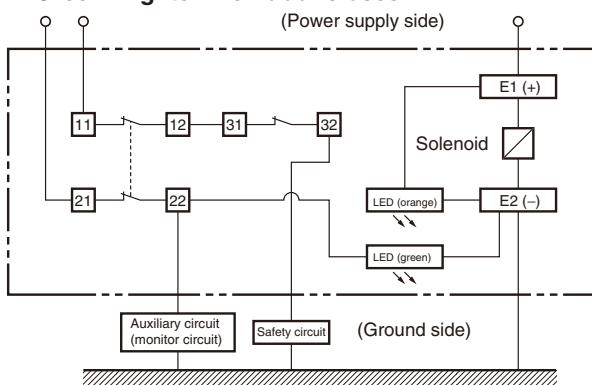 (Power supply side)
E1 (+)
11
12
31
32
Solenoid
21
22
LED (orange)
E2 (–)
LED (green)
Auxiliary circuit
(monitor circuit)
Safety circuit
(Ground side)